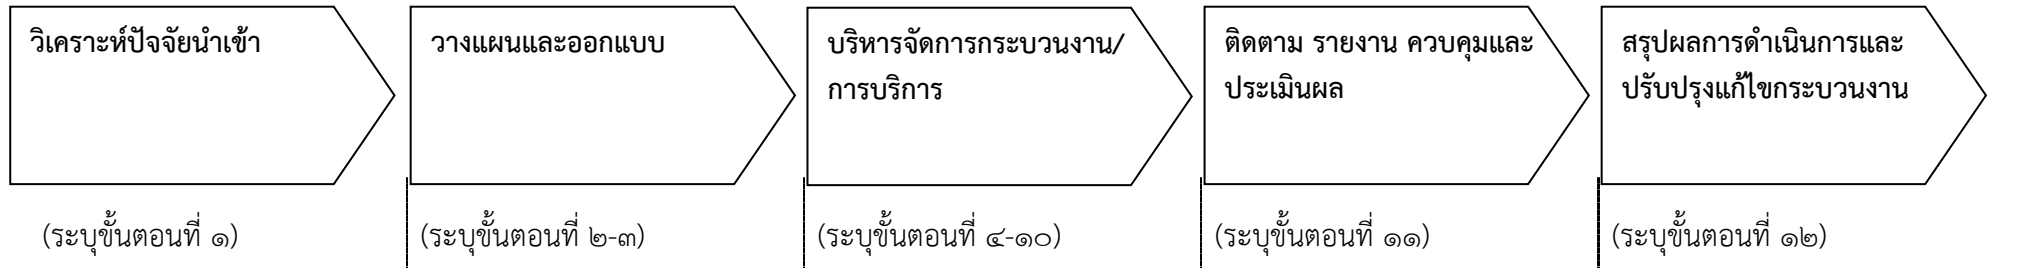 วิเคราะห์ปัจจัยนำเข้า
วางแผนและออกแบบ
บริหารจัดการกระบวนงาน/
การบริการ
ติดตาม รายงาน ควบคุมและ
ประเมินผล
สรุปผลการดำเนินการและ
ปรับปรุงแก้ไขกระบวนงาน
(ระบุขั้นตอนที่ ๑)
(ระบุขั้นตอนที่ ๒-๓)
(ระบุขั้นตอนที่ ๔-๑๐)
(ระบุขั้นตอนที่ ๑๑)
(ระบุขั้นตอนที่ ๑๒)